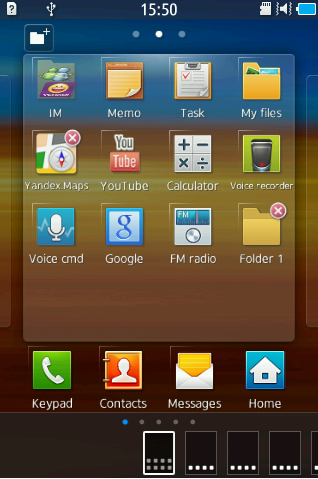 15:50
IM Memo Task My files
You
Tube
Yandex.Maps YouTube Calculator Voice recorder
g FM
Voice cmd Google FM radio Folder 1
Keypad Contacts Messages Home